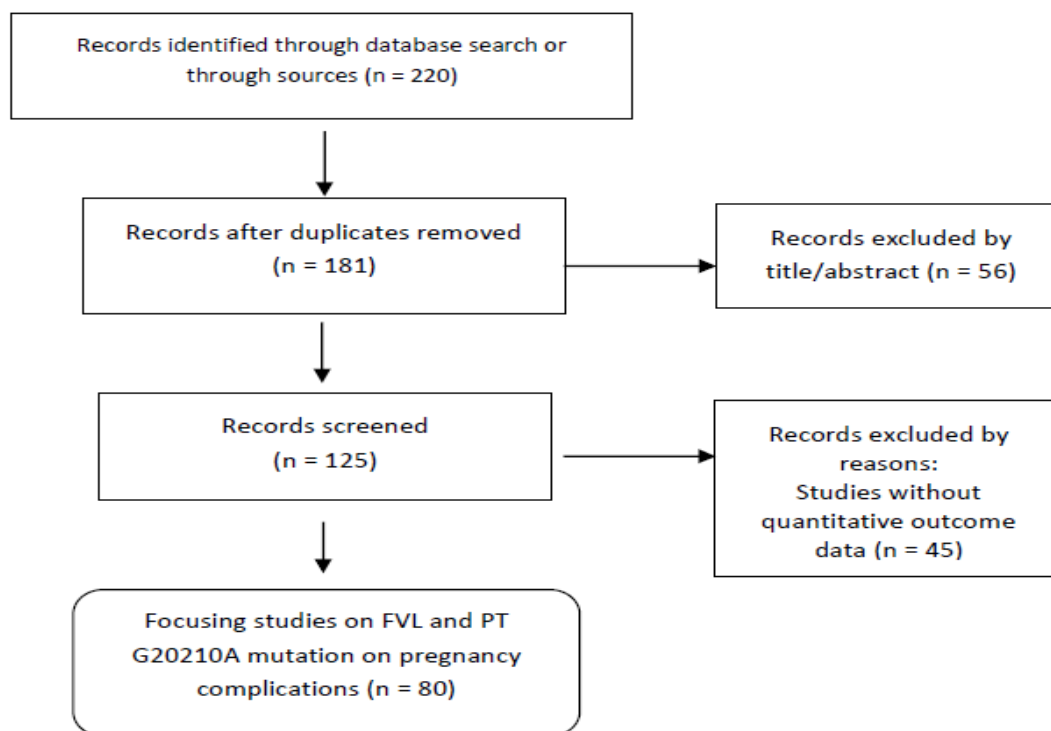 Records identified through database search or
through sources (n = 220)
Records after duplicates removed
(n = 181)
Records excluded by
title/abstract (n = 56)
Records screened
(n = 125)
Records excluded by
reasons:
Studies without
quantitative outcome
data (n = 45)
Focusing studies on FVL and PT
G20210A mutation on pregnancy
complications (n = 80)